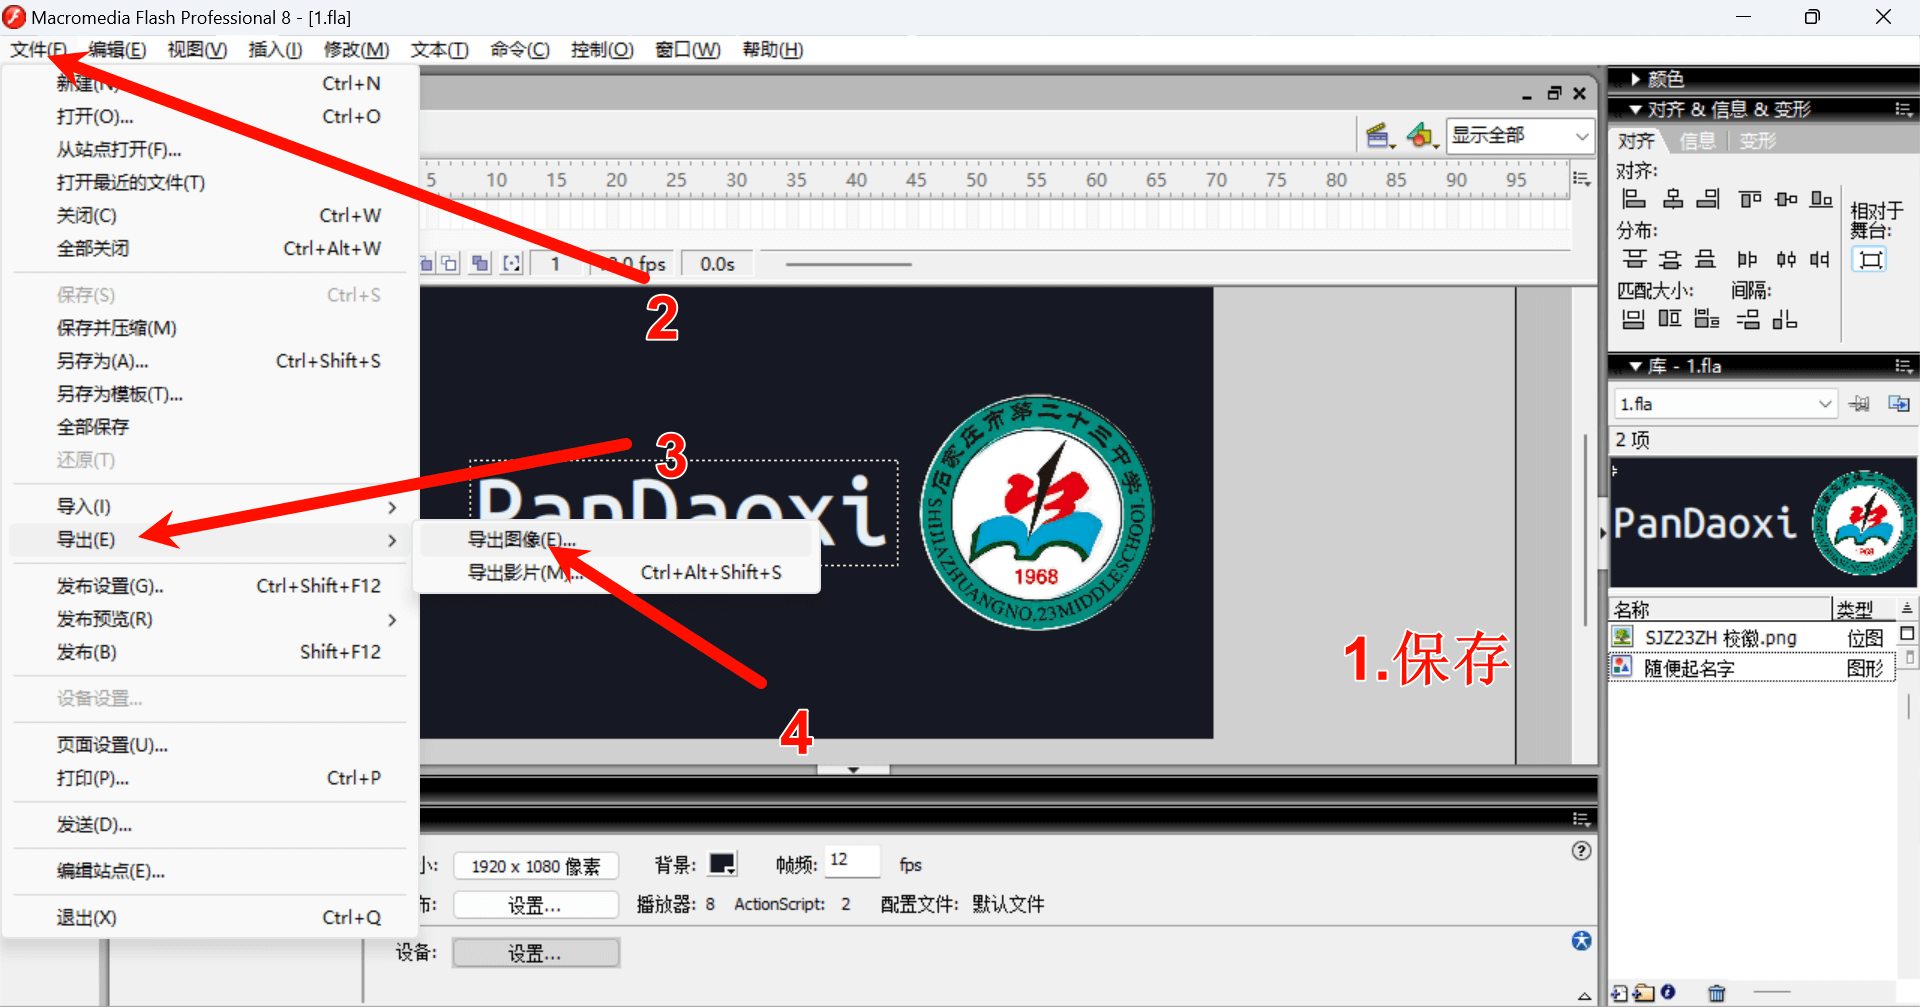 Macromedia Flash Professional 8 - [1.fla]
文件(F) 编辑(E) 视图(V) 插入(I) 修改(M) 文本(T) 命令(C) 控制(O) 窗口(W) 帮助(H)
新建(N) Ctrl+N
打开(O)... Ctrl+O
从站点打开(F)...
打开最近的文件(T)
关闭(C) Ctrl+W
全部关闭 Ctrl+Alt+W
保存(S) Ctrl+S
保存并压缩(M)
另存为(A)... Ctrl+Shift+S
另存为模板(T)...
全部保存
还原(T)
导入(I)
导出(E)
发布设置(G).. Ctrl+Shift+F12
发布预览(R)
发布(B) Shift+F12
设备设置...
页面设置(U)...
打印(P)... Ctrl+P
发送(D)...
编辑站点(E)...
退出(X) Ctrl+Q
导出图像(E)...
导出影片(M)... Ctrl+Alt+Shift+S
显示全部
5 10 15 20 25 30 35 40 45 50 55 60 65 70 75 80 85 90 95
1 fps 0.0s
2
3
4
1.保存
PanDaoxi
石家庄市第二十三中学
1968
SHIJIAZHUANGNO.23MIDDLESCHOOL
1920 x 1080 像素 背景: 帧频: 12 fps
设置... 播放器: 8 ActionScript: 2 配置文件: 默认文件
设备: 设置...
颜色
对齐 & 信息 & 变形
对齐 信息 变形
对齐:
相对于
舞台:
分布:
匹配大小: 间隔:
库 - 1.fla
1.fla
2 项
PanDaoxi
1968
名称 类型
SJZ23ZH 校徽.png 位图
随便起名字 图形